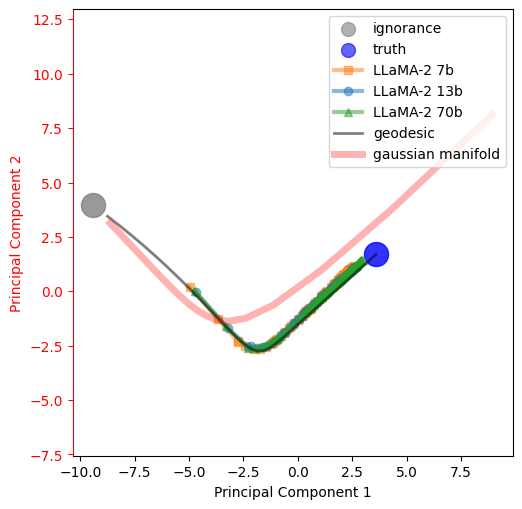 ignorance
truth
LLaMA-2 7b
LLaMA-2 13b
LLaMA-2 70b
geodesic
gaussian manifold
12.5
10.0
7.5
5.0
2.5
0.0
−2.5
−5.0
−7.5
Principal Component 2
−10.0 −7.5 −5.0 −2.5 0.0 2.5 5.0 7.5
Principal Component 1